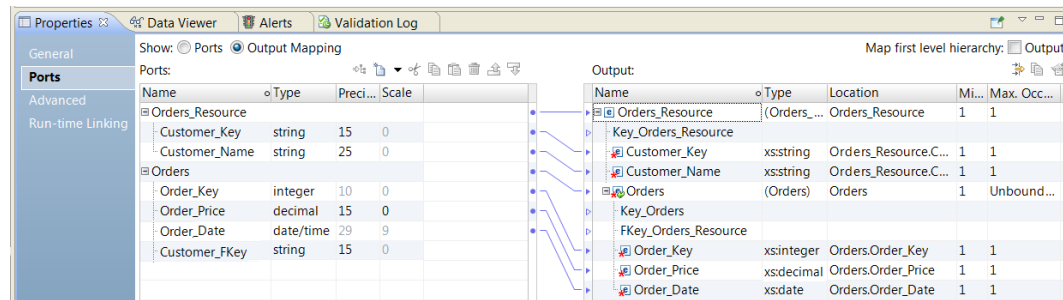 Properties Data Viewer Alerts Validation Log
General
Ports
Advanced
Run-time Linking
Show: Ports Output Mapping
Map first level hierarchy: Output
Ports:
Output:
Name Type Preci... Scale
Orders_Resource
Customer_Key string 15 0
Customer_Name string 25 0
Orders
Order_Key integer 10 0
Order_Price decimal 15 0
Order_Date date/time 29 9
Customer_FKey string 15 0
Name Type Location Mi... Max. Occ...
Orders_Resource (Orders_... Orders_Resource 1 1
Key_Orders_Resource
Customer_Key xs:string Orders_Resource.C... 1 1
Customer_Name xs:string Orders_Resource.C... 1 1
Orders (Orders) Orders 1 Unbound...
Key_Orders
FKey_Orders_Resource
Order_Key xs:integer Orders.Order_Key 1 1
Order_Price xs:decimal Orders.Order_Price 1 1
Order_Date xs:date Orders.Order_Date 1 1